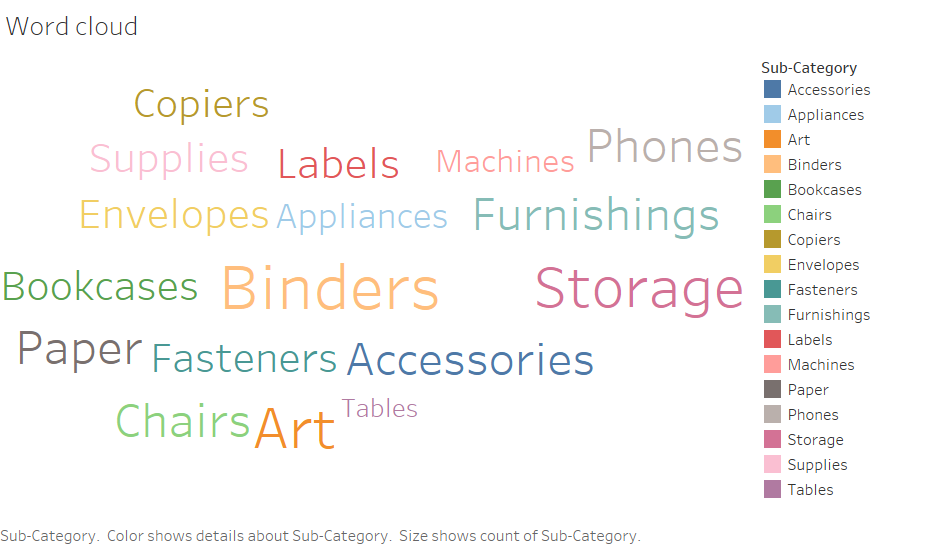 Word cloud
Copiers
Supplies Labels Machines Phones
Envelopes Appliances Furnishings
Bookcases Binders Storage
Paper Fasteners Accessories
Chairs Art Tables
Sub-Category
Accessories
Appliances
Art
Binders
Bookcases
Chairs
Copiers
Envelopes
Fasteners
Furnishings
Labels
Machines
Paper
Phones
Storage
Supplies
Tables
Sub-Category. Color shows details about Sub-Category. Size shows count of Sub-Category.